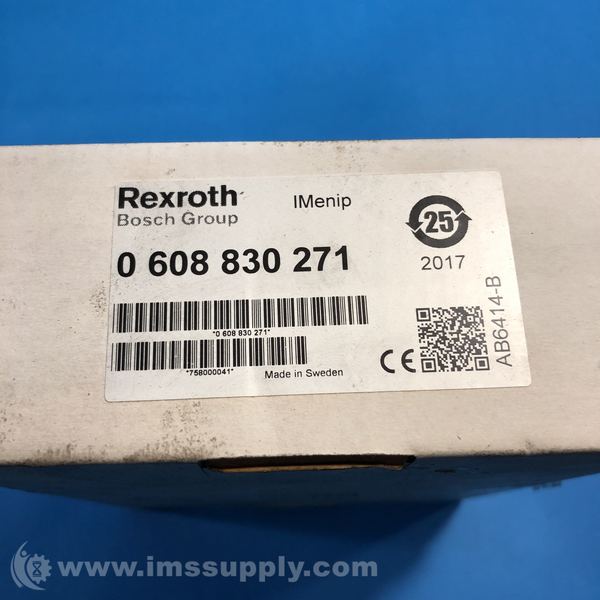 Rexroth
Bosch Group
IMenip
25
2017
0 608 830 271
*0 608 830 271*
*758000041*
Made in Sweden
CE
AB6414-B
www.imssupply.com